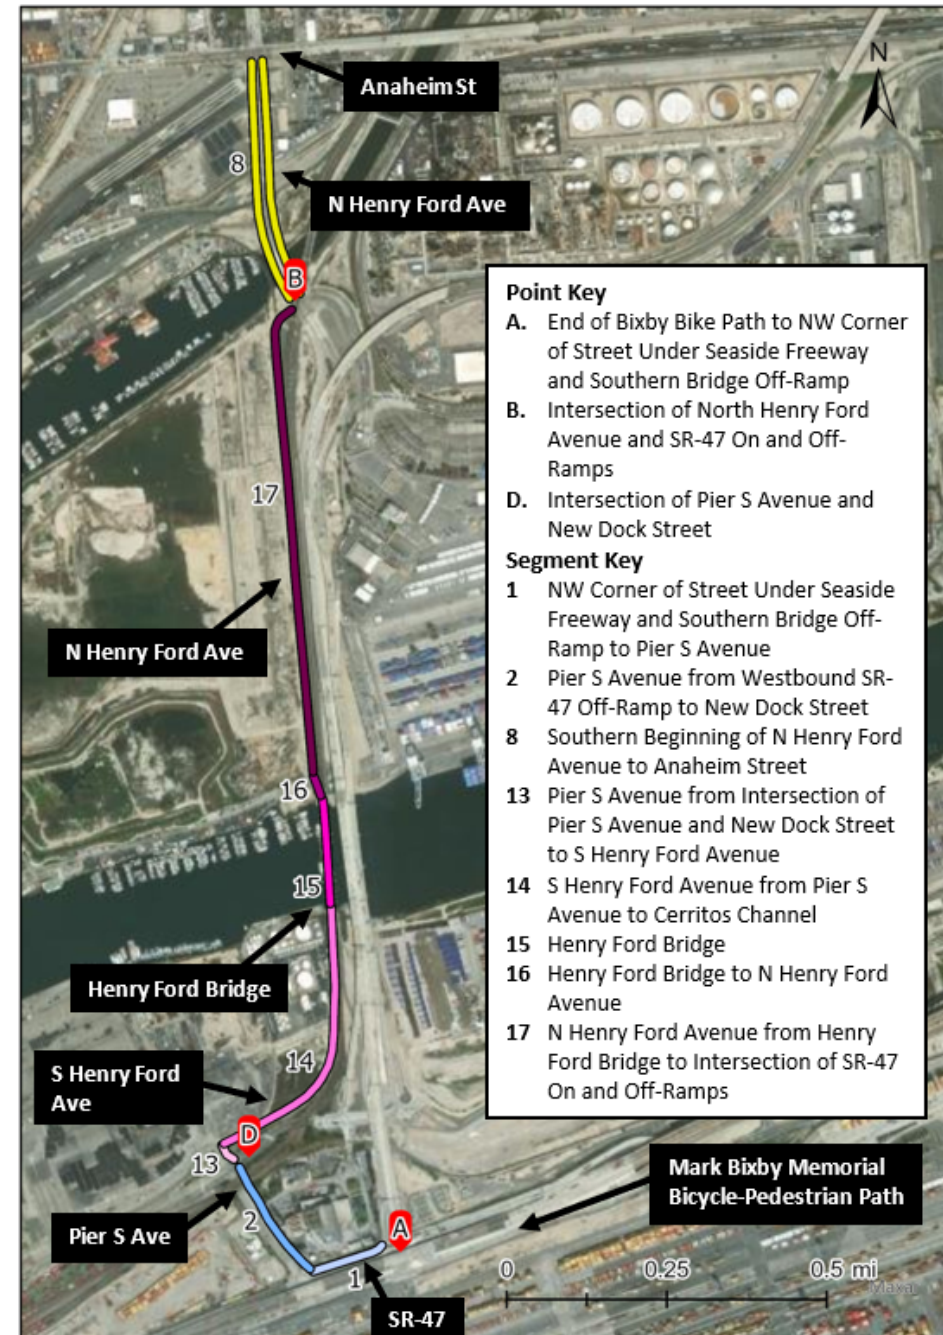 N
Anaheim St
8
N Henry Ford Ave
B
Point Key
A. End of Bixby Bike Path to NW Corner
of Street Under Seaside Freeway
and Southern Bridge Off-Ramp
B. Intersection of North Henry Ford
Avenue and SR-47 On and Off-
Ramps
D. Intersection of Pier S Avenue and
New Dock Street
Segment Key
1 NW Corner of Street Under Seaside
Freeway and Southern Bridge Off-
Ramp to Pier S Avenue
2 Pier S Avenue from Westbound SR-
47 Off-Ramp to New Dock Street
8 Southern Beginning of N Henry Ford
Avenue to Anaheim Street
13 Pier S Avenue from Intersection of
Pier S Avenue and New Dock Street
to S Henry Ford Avenue
14 S Henry Ford Avenue from Pier S
Avenue to Cerritos Channel
15 Henry Ford Bridge
16 Henry Ford Bridge to N Henry Ford
Avenue
17 N Henry Ford Avenue from Henry
Ford Bridge to Intersection of SR-47
On and Off-Ramps
17
N Henry Ford Ave
16
15
Henry Ford Bridge
14
S Henry Ford
Ave
D
13
Mark Bixby Memorial
Bicycle-Pedestrian Path
Pier S Ave
2
A
1
SR-47
0 0.25 0.5 mi
Maxar